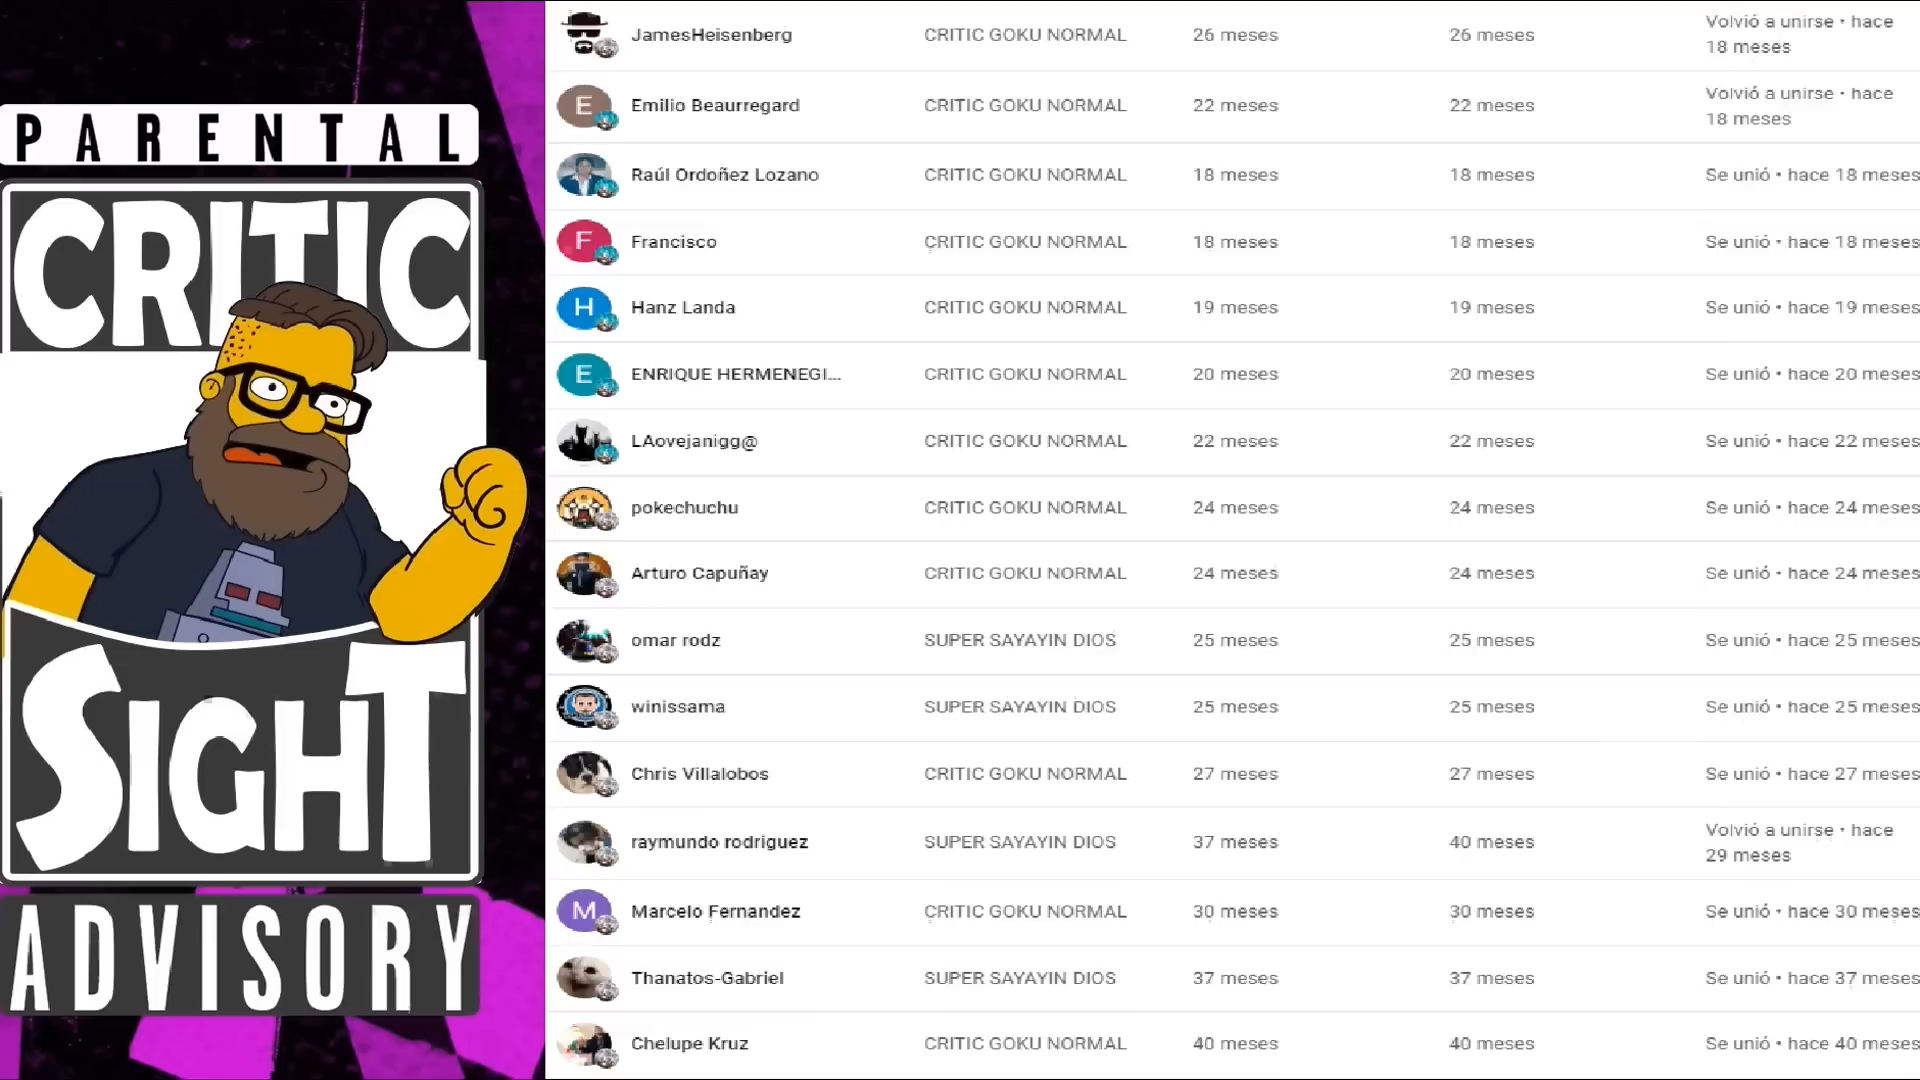 PARENTAL
CRITIC
SIGHT
ADVISORY
JamesHeisenberg CRITIC GOKU NORMAL 26 meses 26 meses Volvió a unirse • hace
18 meses
E Emilio Beaurregard CRITIC GOKU NORMAL 22 meses 22 meses Volvió a unirse • hace
18 meses
Raúl Ordoñez Lozano CRITIC GOKU NORMAL 18 meses 18 meses Se unió • hace 18 meses
F Francisco CRITIC GOKU NORMAL 18 meses 18 meses Se unió • hace 18 meses
H Hanz Landa CRITIC GOKU NORMAL 19 meses 19 meses Se unió • hace 19 meses
E ENRIQUE HERMENEGI... CRITIC GOKU NORMAL 20 meses 20 meses Se unió • hace 20 meses
LAovejanigg@ CRITIC GOKU NORMAL 22 meses 22 meses Se unió • hace 22 meses
pokechuchu CRITIC GOKU NORMAL 24 meses 24 meses Se unió • hace 24 meses
Arturo Capuñay CRITIC GOKU NORMAL 24 meses 24 meses Se unió • hace 24 meses
omar rodz SUPER SAYAYIN DIOS 25 meses 25 meses Se unió • hace 25 meses
winissama SUPER SAYAYIN DIOS 25 meses 25 meses Se unió • hace 25 meses
Chris Villalobos CRITIC GOKU NORMAL 27 meses 27 meses Se unió • hace 27 meses
raymundo rodriguez SUPER SAYAYIN DIOS 37 meses 40 meses Volvió a unirse • hace
29 meses
M Marcelo Fernandez CRITIC GOKU NORMAL 30 meses 30 meses Se unió • hace 30 meses
Thanatos-Gabriel SUPER SAYAYIN DIOS 37 meses 37 meses Se unió • hace 37 meses
Chelupe Kruz CRITIC GOKU NORMAL 40 meses 40 meses Se unió • hace 40 meses